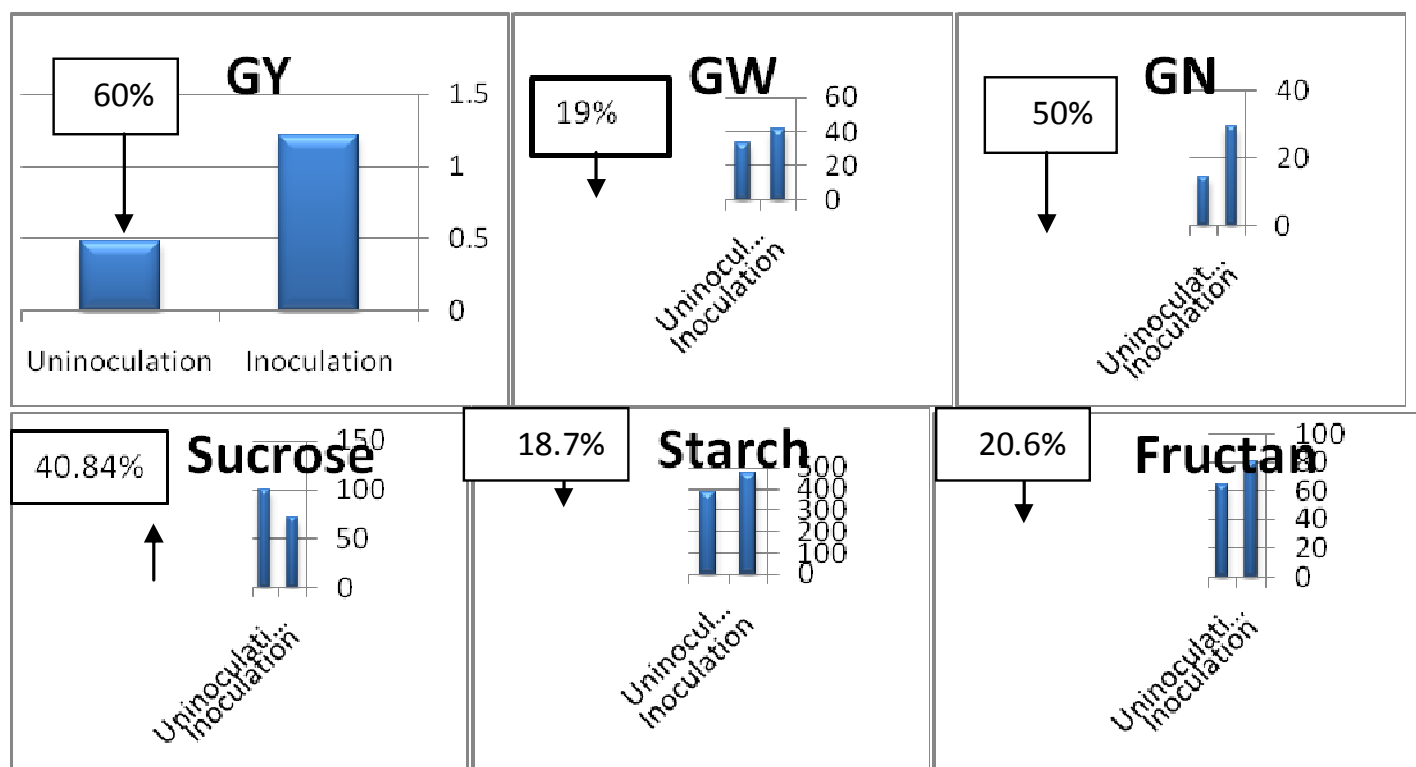 GY
60%
1.5
1
0.5
0
Uninoculation
Inoculation
GW
19%
60
40
20
0
Uninocul...
Inoculation
GN
50%
40
20
0
Uninoculat...
Inoculation
Sucrose
40.84%
150
100
50
0
Uninoculati...
Inoculation
Starch
18.7%
500
400
300
200
100
0
Uninocul...
Inoculation
Fructan
20.6%
100
80
60
40
20
0
Uninoculati...
Inoculation